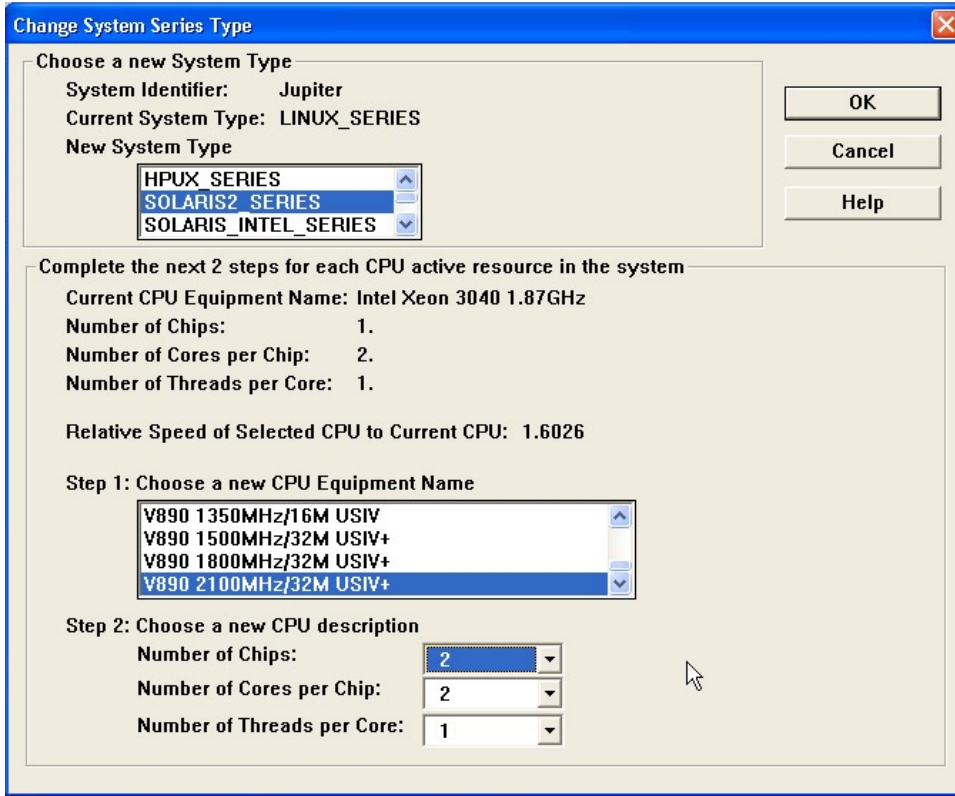 Change System Series Type
Choose a new System Type
System Identifier: Jupiter
Current System Type: LINUX_SERIES
New System Type
HPUX_SERIES
SOLARIS2_SERIES
SOLARIS_INTEL_SERIES
OK
Cancel
Help
Complete the next 2 steps for each CPU active resource in the system
Current CPU Equipment Name: Intel Xeon 3040 1.87GHz
Number of Chips: 1.
Number of Cores per Chip: 2.
Number of Threads per Core: 1.
Relative Speed of Selected CPU to Current CPU: 1.6026
Step 1: Choose a new CPU Equipment Name
V890 1350MHz/16M USIV
V890 1500MHz/32M USIV+
V890 1800MHz/32M USIV+
V890 2100MHz/32M USIV+
Step 2: Choose a new CPU description
Number of Chips: 2
Number of Cores per Chip: 2
Number of Threads per Core: 1